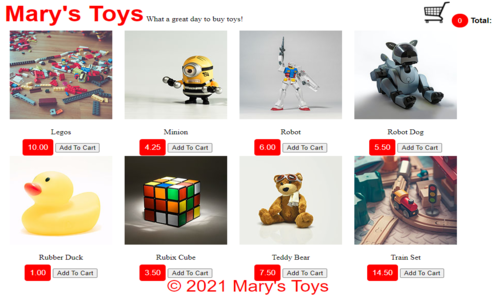 Mary's Toys What a great day to buy toys! 0 Total:
Legos Minion Robot Robot Dog
10.00 Add To Cart 4.25 Add To Cart 6.00 Add To Cart 5.50 Add To Cart
Rubber Duck Rubix Cube Teddy Bear Train Set
1.00 Add To Cart 3.50 Add To Cart 7.50 Add To Cart 14.50 Add To Cart
© 2021 Mary's Toys